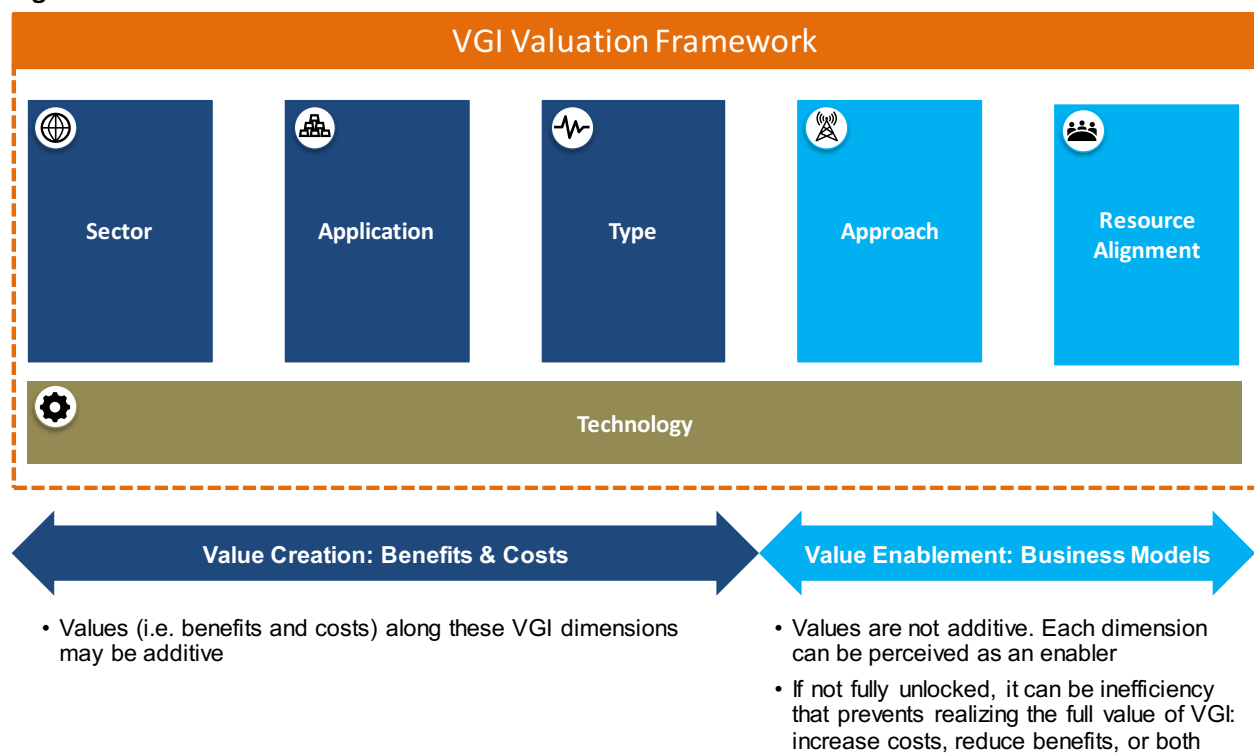 VGI Valuation Framework
Sector
Application
Type
Approach
Resource
Alignment
Technology
Value Creation: Benefits & Costs
Value Enablement: Business Models
• Values (i.e. benefits and costs) along these VGI dimensions
may be additive
• Values are not additive. Each dimension
can be perceived as an enabler
• If not fully unlocked, it can be inefficiency
that prevents realizing the full value of VGI:
increase costs, reduce benefits, or both